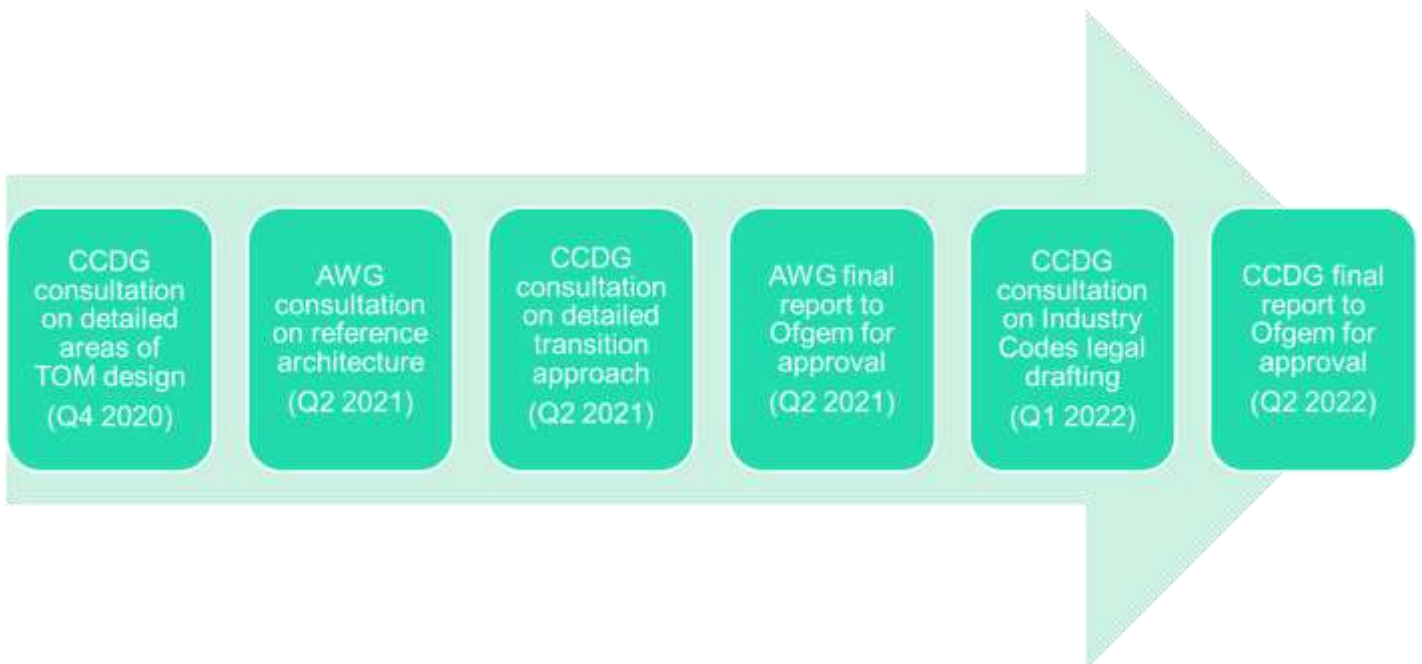 CCDG
consultation
on detailed
areas of
TOM design
(Q4 2020)
AWG
consultation
on reference
architecture
(Q2 2021)
CCDG
consultation
on detailed
transition
approach
(Q2 2021)
AWG final
report to
Ofgem for
approval
(Q2 2021)
CCDG
consultation
on Industry
Codes legal
drafting
(Q1 2022)
CCDG final
report to
Ofgem for
approval
(Q2 2022)